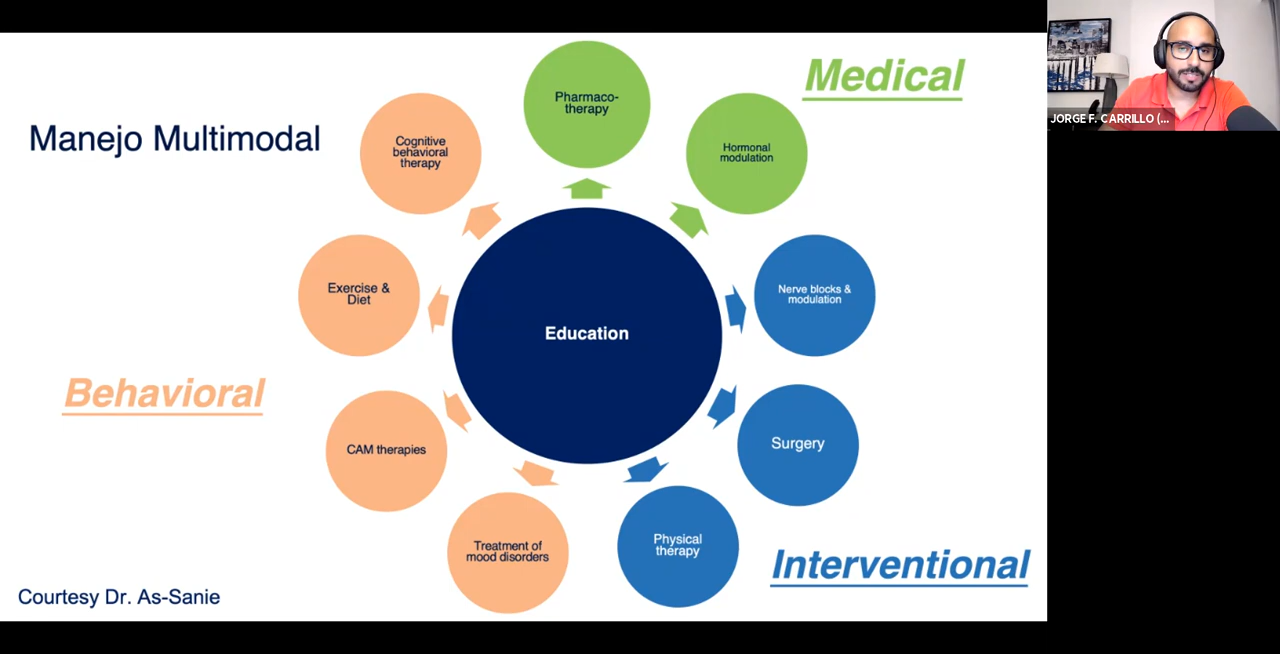 Manejo Multimodal
Medical
Pharmaco-
therapy
Cognitive
behavioral
therapy
Hormonal
modulation
Exercise &
Diet
Nerve blocks &
modulation
Education
Behavioral
CAM therapies
Surgery
Treatment of
mood disorders
Physical
therapy
Interventional
Courtesy Dr. As-Sanie
JORGE F. CARRILLO (...